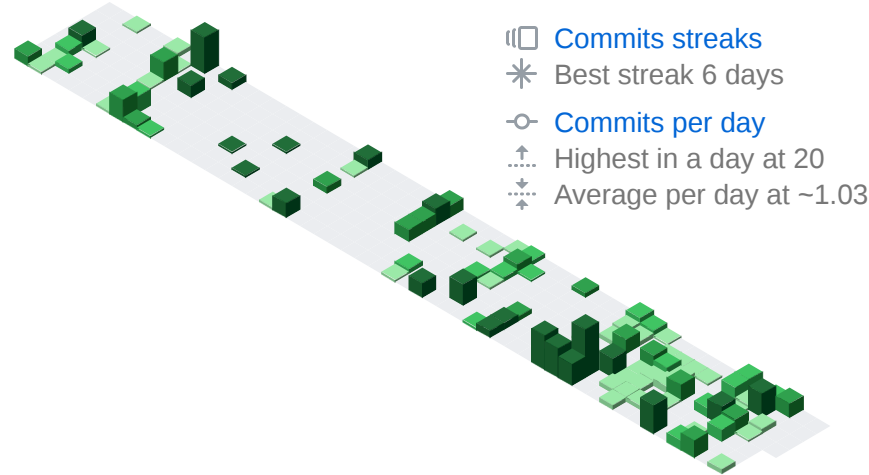 Commits streaks
Best streak 6 days
Commits per day
Highest in a day at 20
Average per day at ~1.03